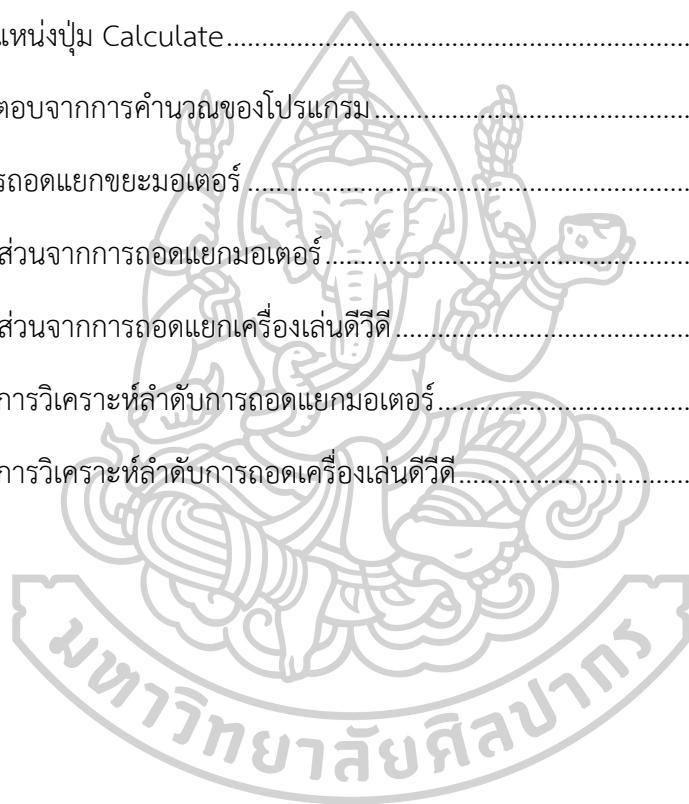 แหน่งปุ่ม Calculate
ตอบจากการคำนวณของโปรแกรม
รถอดแยกขยะมอเตอร์
ส่วนจากการถอดแยกมอเตอร์
ส่วนจากการถอดแยกเครื่องเล่นดีวีดี
การวิเคราะห์ลำดับการถอดแยกมอเตอร์
การวิเคราะห์ลำดับการถอดเครื่องเล่นดีวีดี
มหาวิทยาลัยศิลปากร